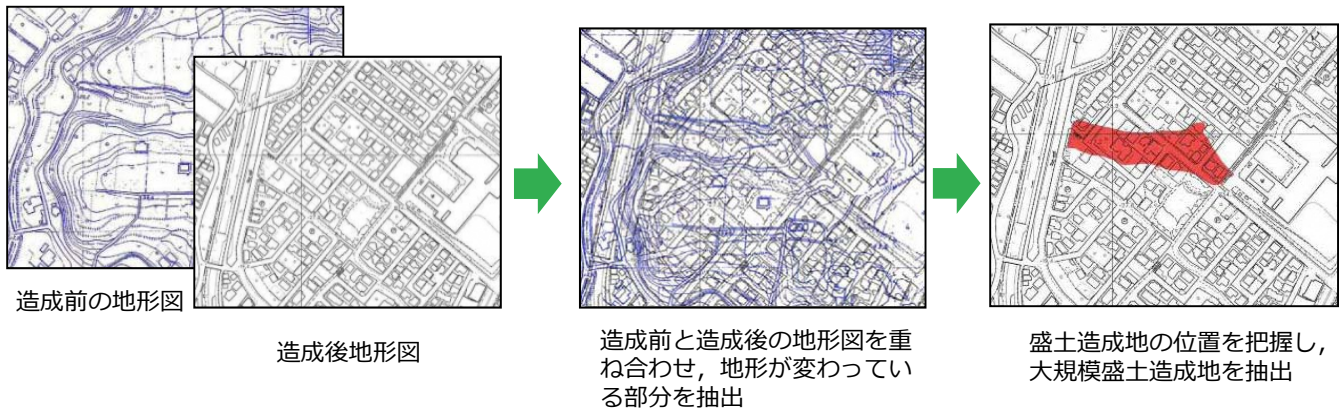 造成前の地形図
造成後地形図
造成前と造成後の地形図を重
ね合わせ，地形が変わってい
る部分を抽出
盛土造成地の位置を把握し，
大規模盛土造成地を抽出